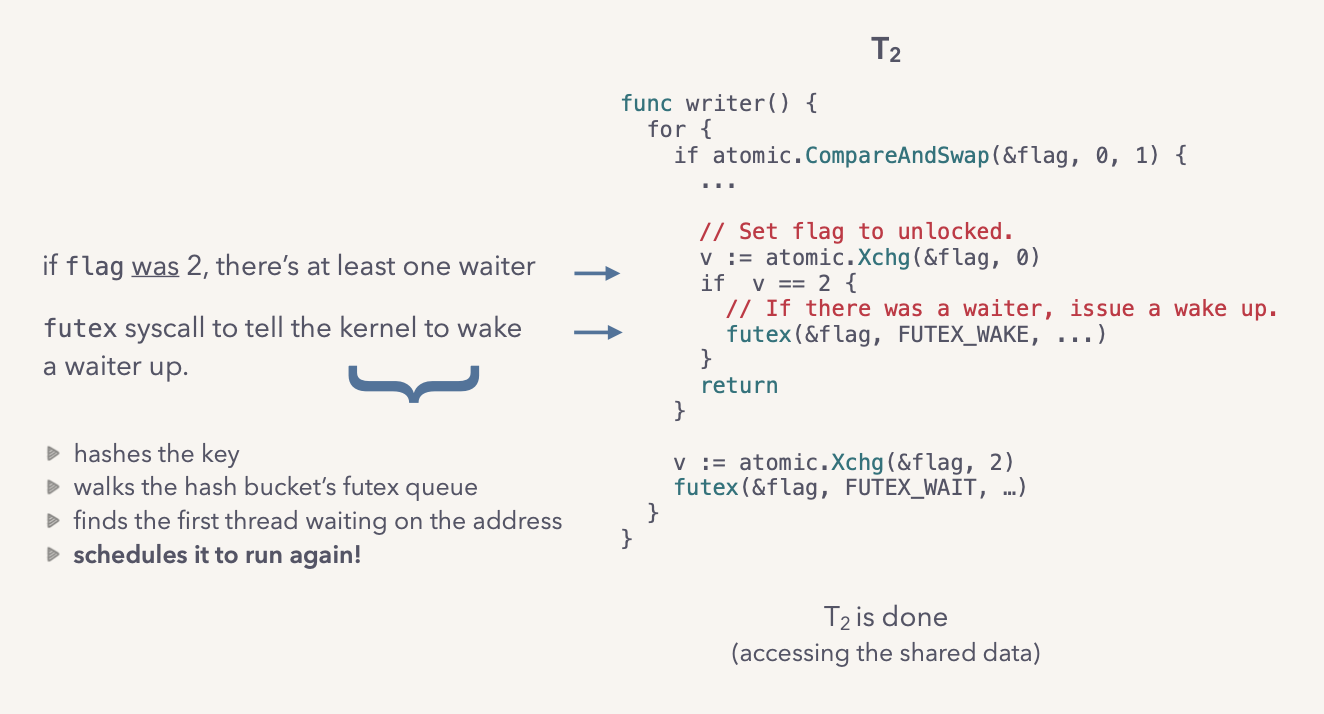 T₂
func writer() {
for {
if atomic.CompareAndSwap(&flag, 0, 1) {
...
// Set flag to unlocked.
v := atomic.Xchg(&flag, 0)
if  v == 2 {
// If there was a waiter, issue a wake up.
futex(&flag, FUTEX_WAKE, ...)
}
return
}
v := atomic.Xchg(&flag, 2)
futex(&flag, FUTEX_WAIT, …)
}
}
if flag was 2, there’s at least one waiter
futex syscall to tell the kernel to wake
a waiter up.
hashes the key
walks the hash bucket’s futex queue
finds the first thread waiting on the address
schedules it to run again!
T₂ is done
(accessing the shared data)